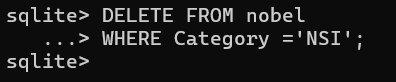 sqlite> DELETE FROM nobel
   ...> WHERE Category ='NSI';
sqlite>